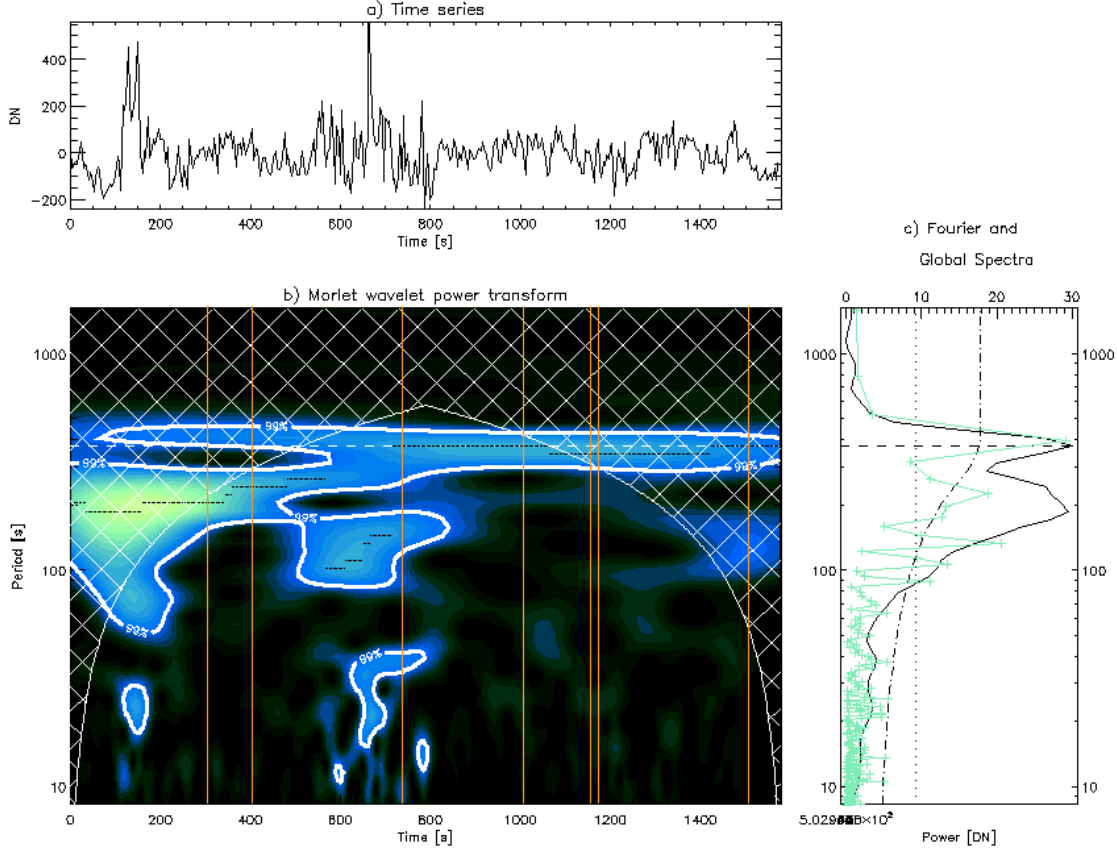 a) Time series
DN
400
200
0
−200
0 200 400 600 800 1000 1200 1400
Time [s]
c) Fourier and
Global Spectra
b) Morlet wavelet power transform
0 10 20 30
Period [s]
1000
100
10
99%
99%
99%
99%
99%
99%
1000
100
10
0 200 400 600 800 1000 1200 1400
Time [s]
Power [DN]